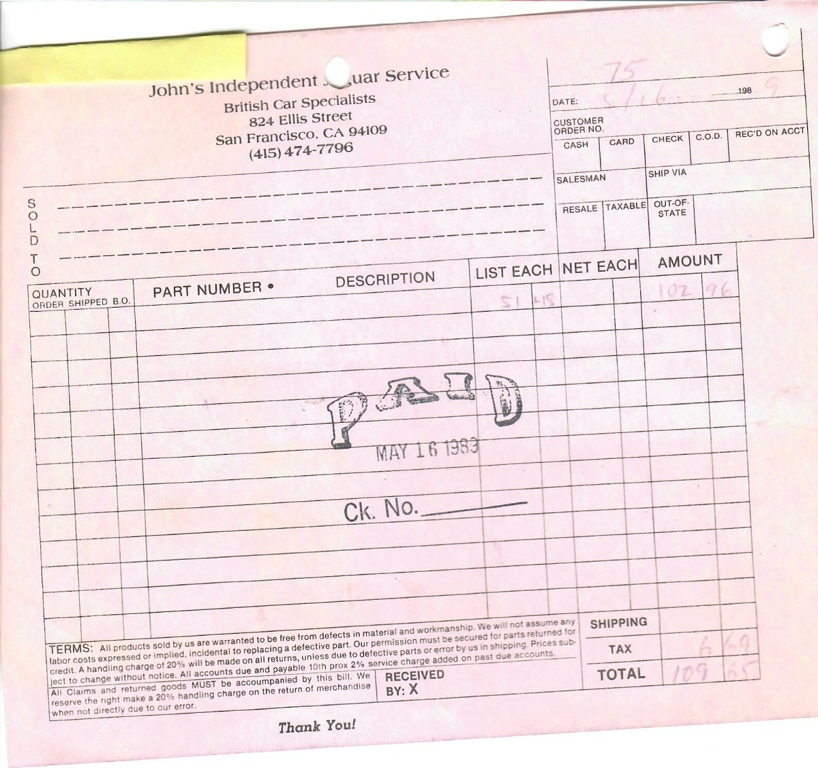 John's Independent Jaguar Service
British Car Specialists
824 Ellis Street
San Francisco, CA 94109
(415) 474-7796
75
DATE: 5/16 1989
CUSTOMER
ORDER NO.
CASH CARD CHECK C.O.D. REC'D ON ACCT
SALESMAN SHIP VIA
RESALE TAXABLE OUT-OF-
STATE
SOLD TO
QUANTITY PART NUMBER • DESCRIPTION LIST EACH NET EACH AMOUNT
ORDER SHIPPED B.O.
51 48 102 96
PAID
MAY 16 1989
Ck. No.
TERMS: All products sold by us are warranted to be free from defects in material and workmanship. We will not assume any
labor costs expressed or implied, incidental to replacing a defective part. Our permission must be secured for parts returned for
credit. A handling charge of 20% will be made on all returns, unless due to defective parts or error by us in shipping. Prices sub-
ject to change without notice. All accounts due and payable 10th prox 2% service charge added on past due accounts.
All Claims and returned goods MUST be accompanied by this bill. We
reserve the right make a 20% handling charge on the return of merchandise
when not directly due to our error.
RECEIVED
BY: X
SHIPPING
TAX 6 69
TOTAL 109 65
Thank You!